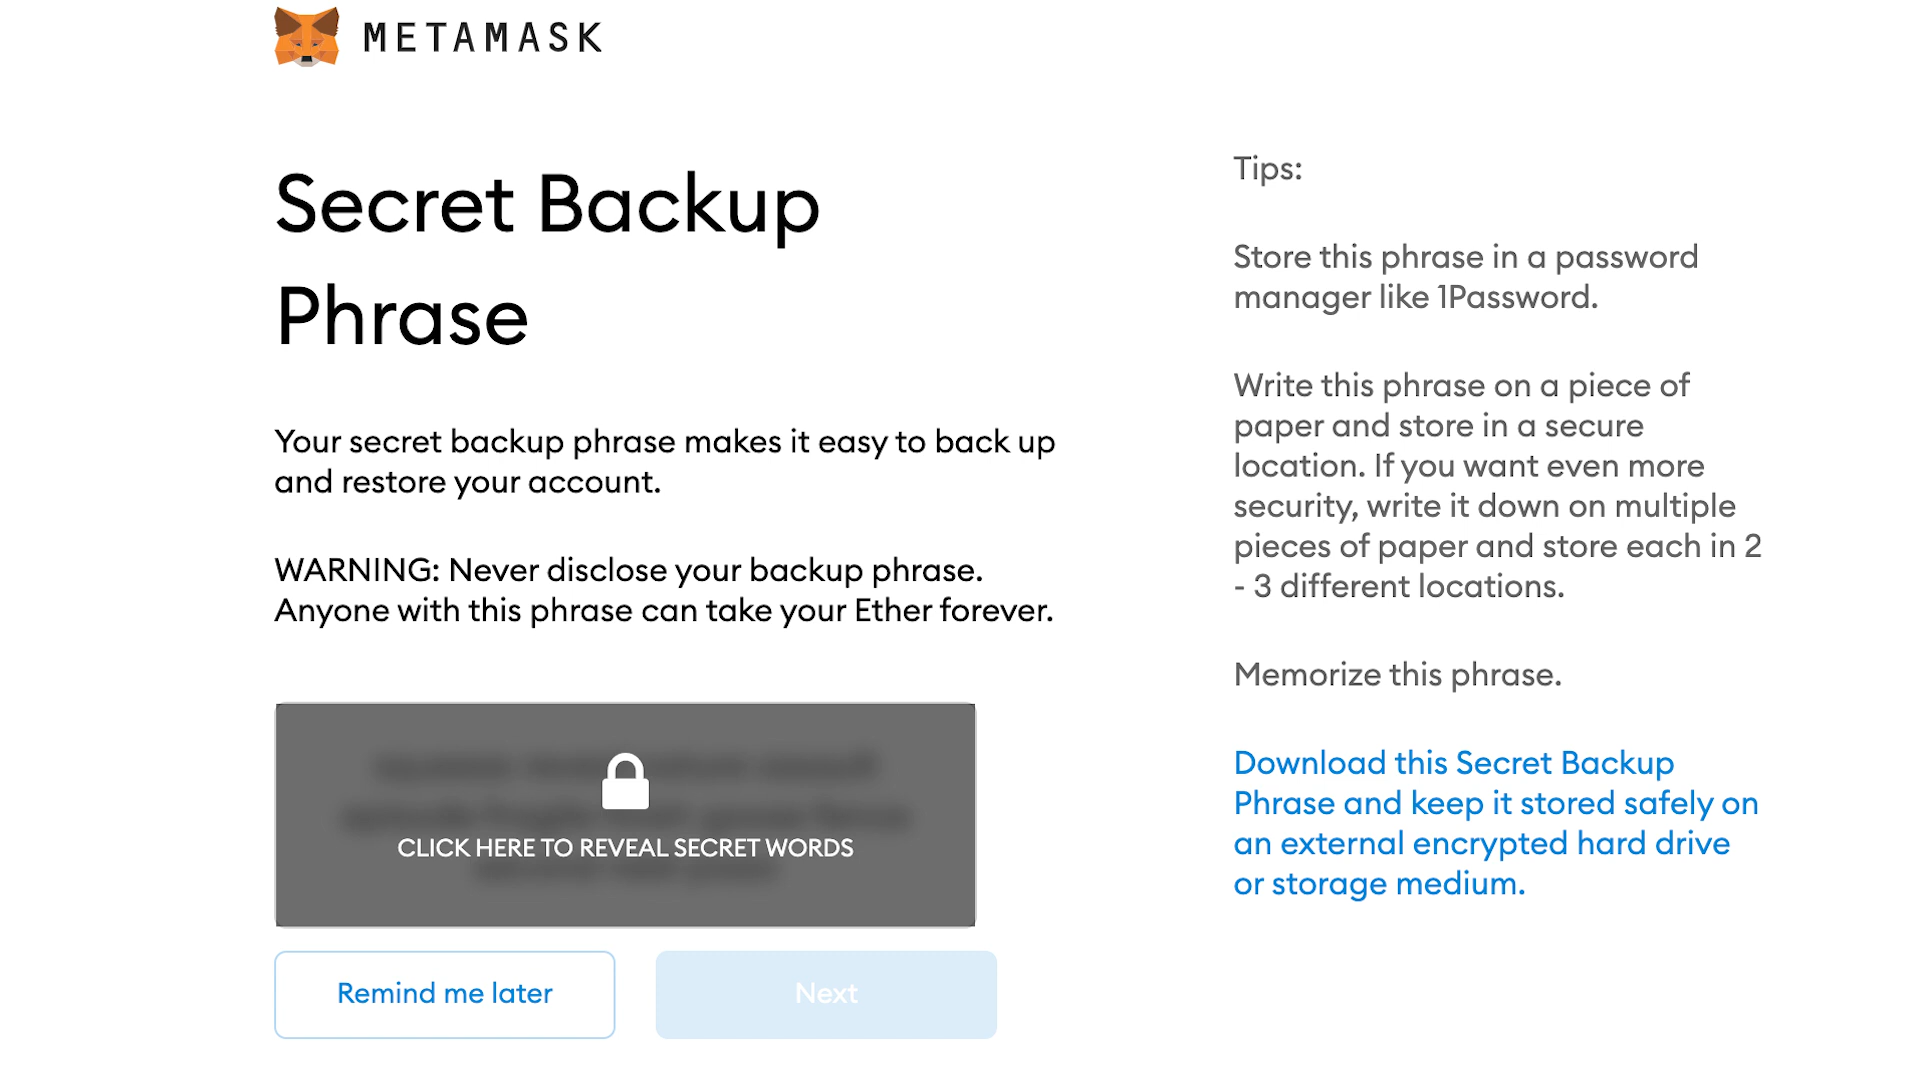 METAMASK
Secret Backup
Phrase
Your secret backup phrase makes it easy to back up
and restore your account.
WARNING: Never disclose your backup phrase.
Anyone with this phrase can take your Ether forever.
CLICK HERE TO REVEAL SECRET WORDS
Remind me later
Next
Tips:
Store this phrase in a password
manager like 1Password.
Write this phrase on a piece of
paper and store in a secure
location. If you want even more
security, write it down on multiple
pieces of paper and store each in 2
- 3 different locations.
Memorize this phrase.
Download this Secret Backup
Phrase and keep it stored safely on
an external encrypted hard drive
or storage medium.